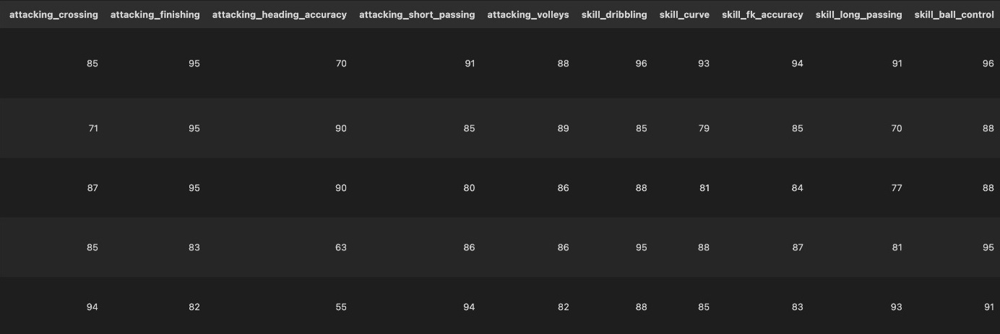 attacking_crossing attacking_finishing attacking_heading_accuracy attacking_short_passing attacking_volleys skill_dribbling skill_curve skill_fk_accuracy skill_long_passing skill_ball_control
85 95 70 91 88 96 93 94 91 96
71 95 90 85 89 85 79 85 70 88
87 95 90 80 86 88 81 84 77 88
85 83 63 86 86 95 88 87 81 95
94 82 55 94 82 88 85 83 93 91